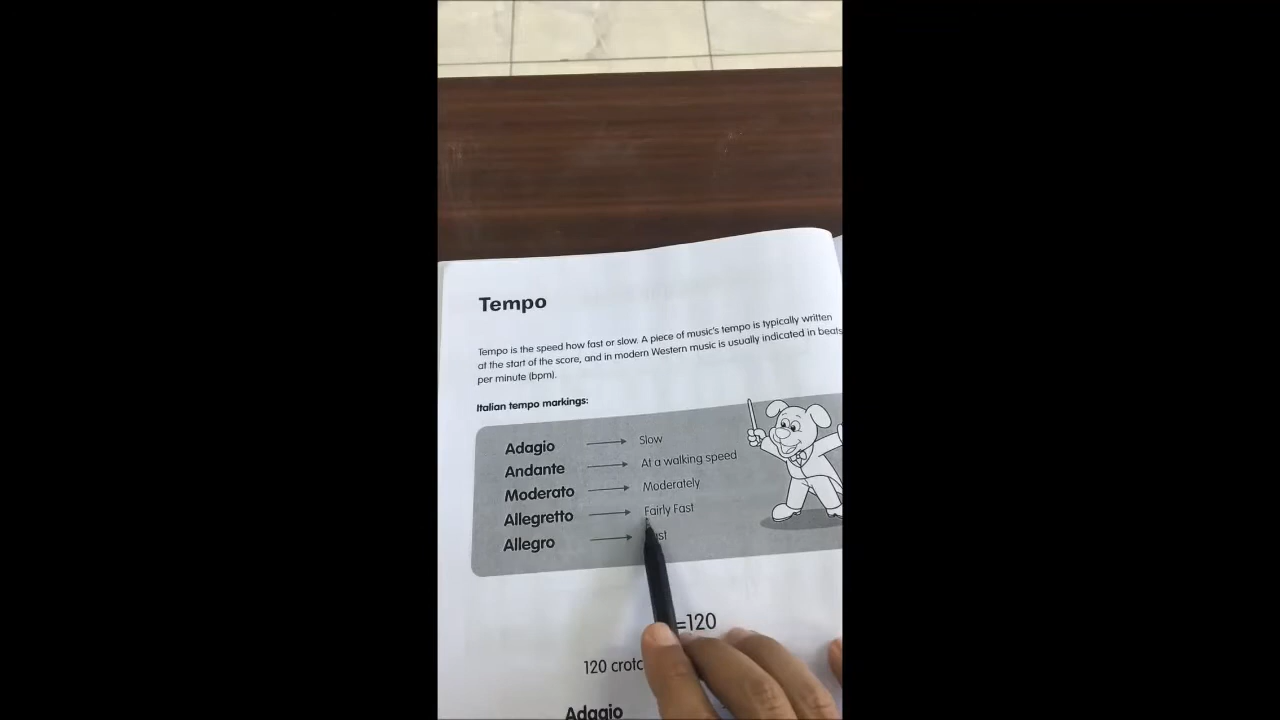 Tempo
Tempo is the speed how fast or slow. A piece of music's tempo is typically written
at the start of the score, and in modern Western music is usually indicated in beats
per minute (bpm).
Italian tempo markings:
Adagio Slow
Andante At a walking speed
Moderato Moderately
Allegretto Fairly Fast
Allegro
=120
120
Adagio